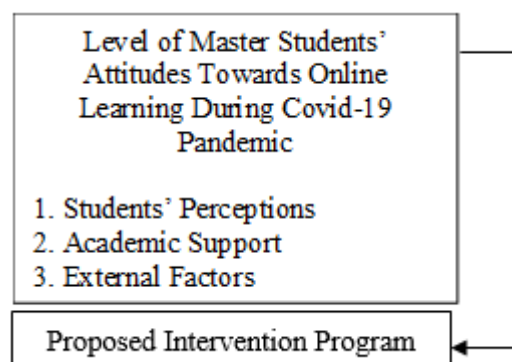 Level of Master Students’
Attitudes Towards Online
Learning During Covid-19
Pandemic
1. Students’ Perceptions
2. Academic Support
3. External Factors
Proposed Intervention Program